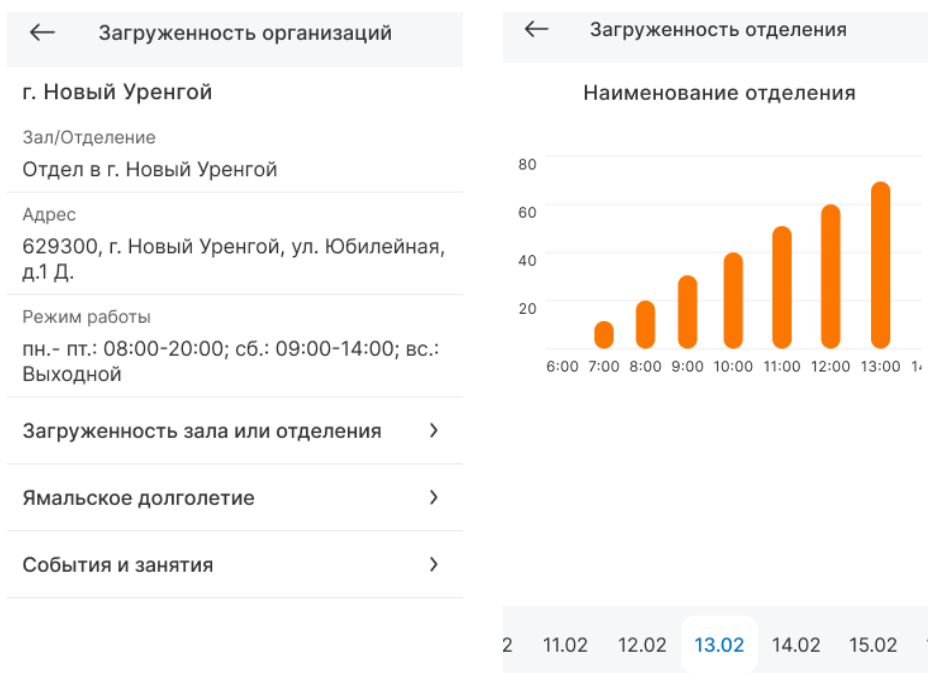 Загруженность организаций
г. Новый Уренгой
Зал/Отделение
Отдел в г. Новый Уренгой
Адрес
629300, г. Новый Уренгой, ул. Юбилейная,
д.1 Д.
Режим работы
пн.- пт.: 08:00-20:00; сб.: 09:00-14:00; вс.:
Выходной
Загруженность зала или отделения
Ямальское долголетие
События и занятия
Загруженность отделения
Наименование отделения
80
60
40
20
6:00 7:00 8:00 9:00 10:00 11:00 12:00 13:00
11.02 12.02 13.02 14.02 15.02